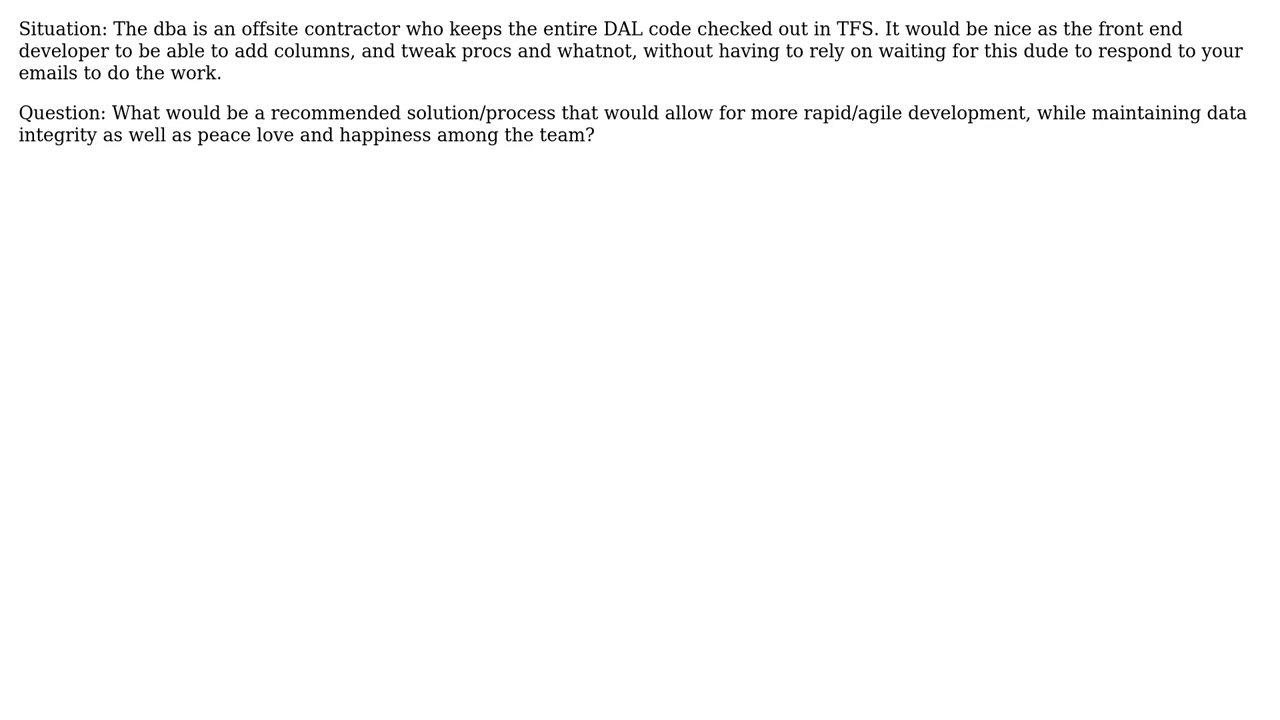 Situation: The dba is an offsite contractor who keeps the entire DAL code checked out in TFS. It would be nice as the front end
developer to be able to add columns, and tweak procs and whatnot, without having to rely on waiting for this dude to respond to your
emails to do the work.
Question: What would be a recommended solution/process that would allow for more rapid/agile development, while maintaining data
integrity as well as peace love and happiness among the team?